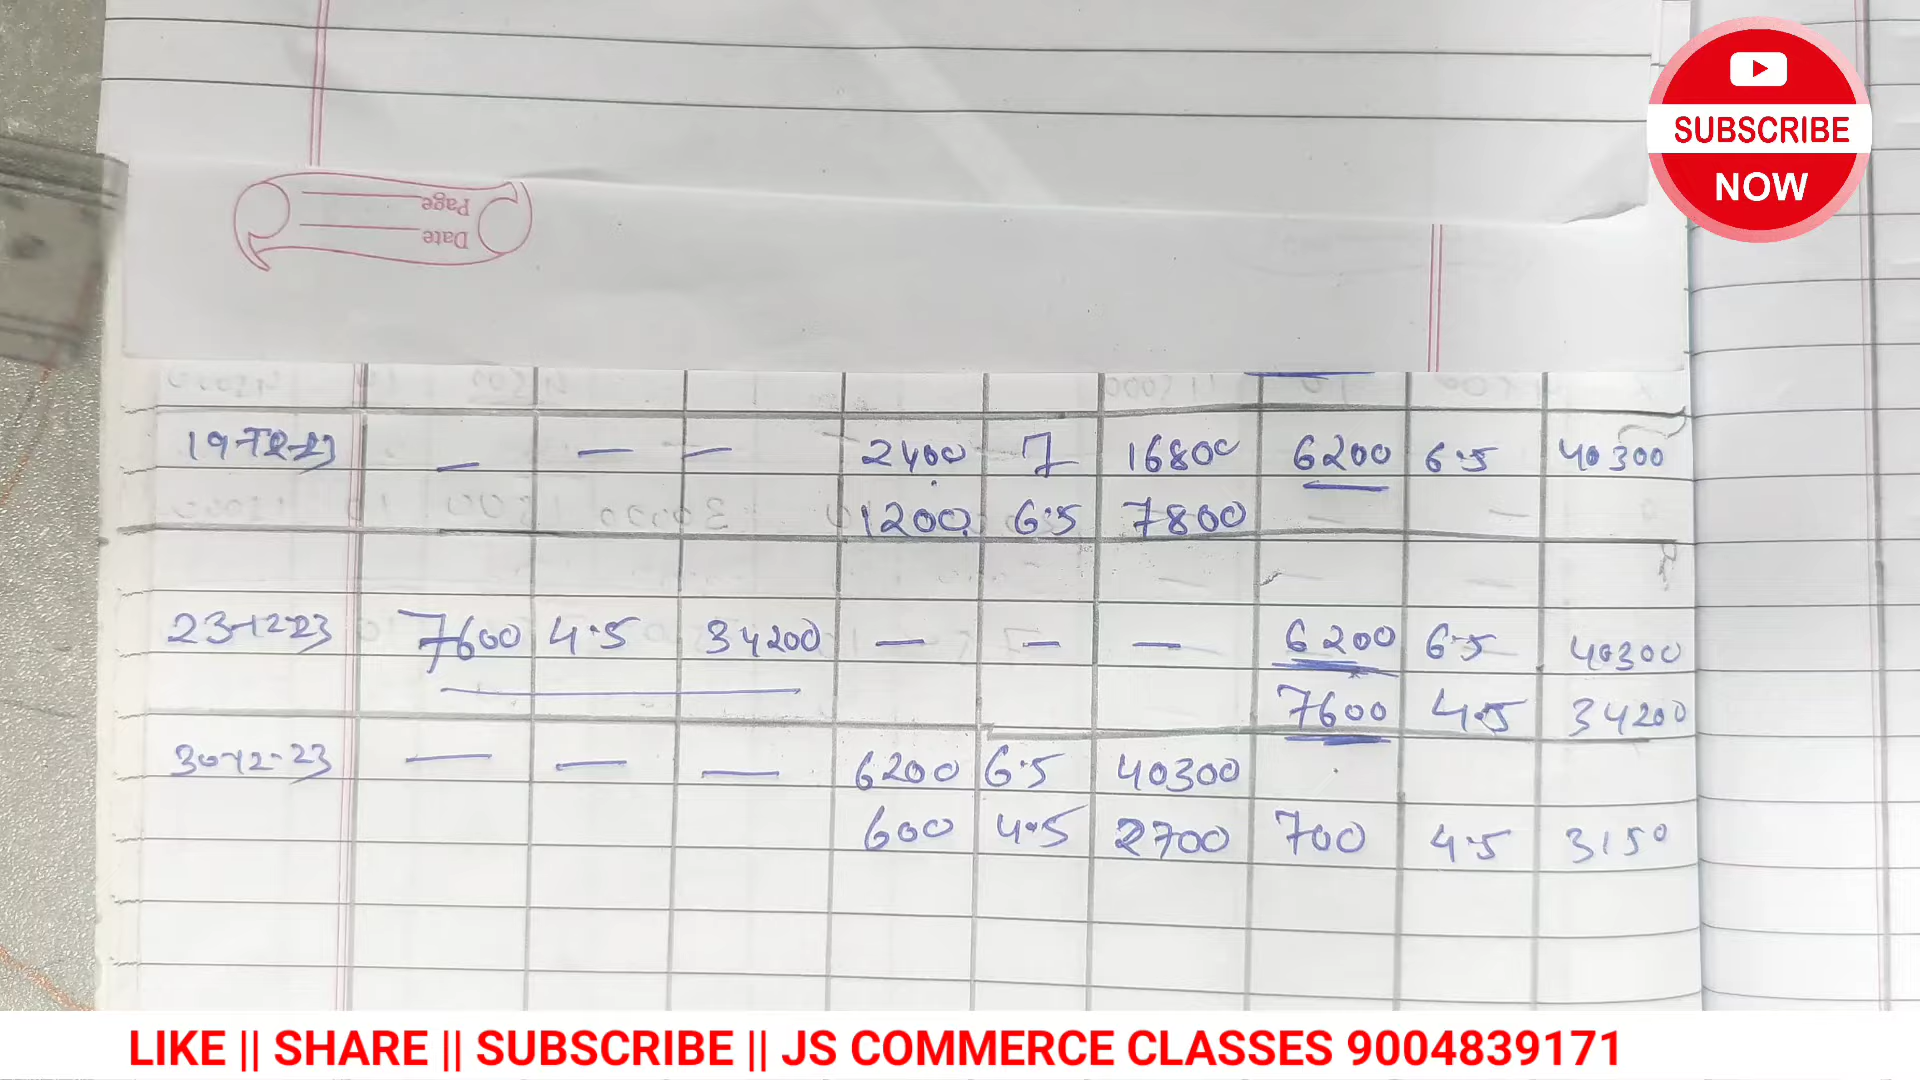 SUBSCRIBE
NOW
Page
Date
19-12-23 — — — 2400 7 16800 6200 6.5 40300
1200 6.5 7800
23-12-23 7600 4.5 34200 — — — 6200 6.5 40300
7600 4.5 34200
30-12-23 — — — 6200 6.5 40300
600 4.5 2700 700 4.5 3150
LIKE || SHARE || SUBSCRIBE || JS COMMERCE CLASSES 9004839171